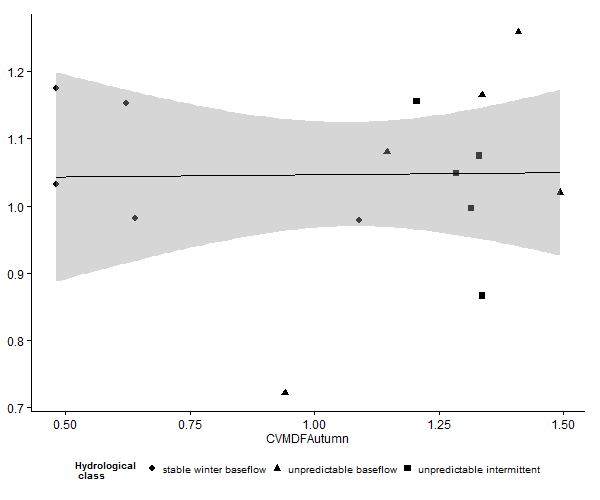 1.2
1.1
1.0
0.9
0.8
0.7
0.50 0.75 1.00 1.25 1.50
CVMDFAutumn
Hydrological
class
stable winter baseflow unpredictable baseflow unpredictable intermittent